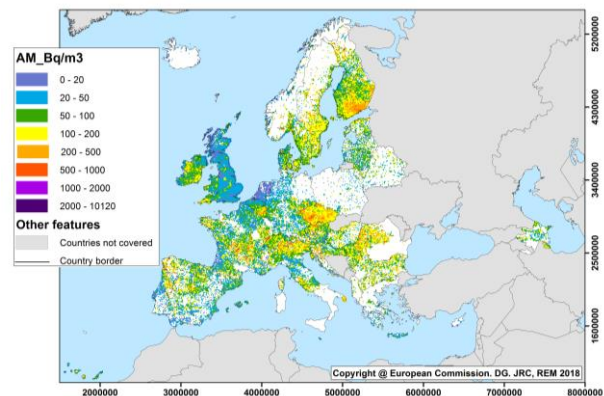 AM_Bq/m3
0 - 20
20 - 50
50 - 100
100 - 200
200 - 500
500 - 1000
1000 - 2000
2000 - 10120
Other features
Countries not covered
Country border
5200000
4300000
3400000
2500000
1600000
Copyright @ European Commission. DG. JRC, REM 2018
2000000 3000000 4000000 5000000 6000000 7000000 8000000